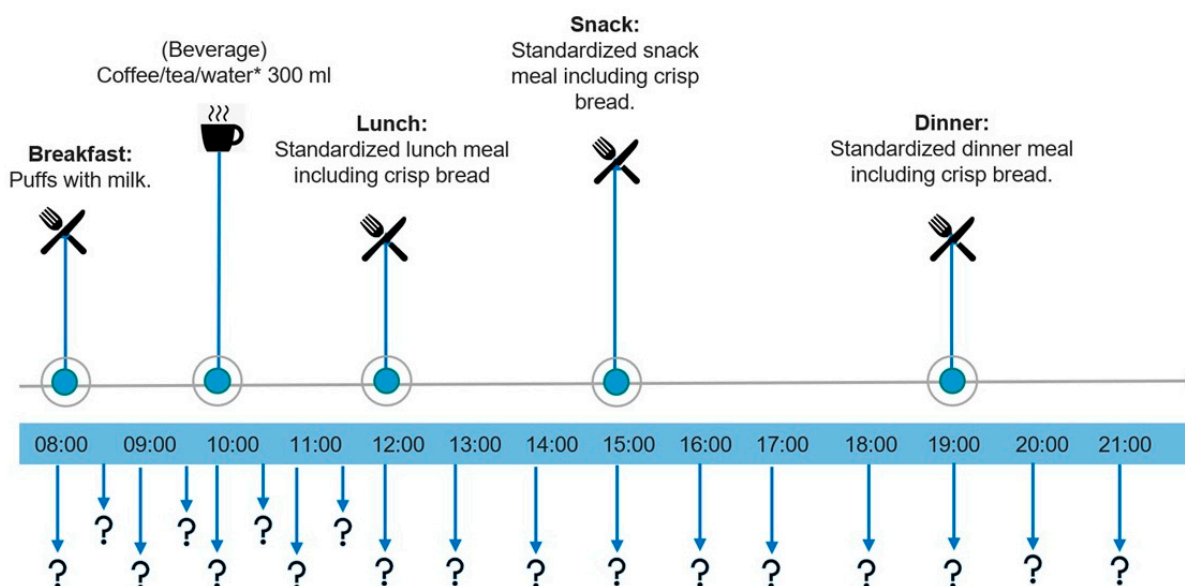 Snack:
Standardized snack
meal including crisp
bread.
(Beverage)
Coffee/tea/water* 300 ml
Lunch:
Standardized lunch meal
including crisp bread
Dinner:
Standardized dinner meal
including crisp bread.
Breakfast:
Puffs with milk.
08:00 09:00 10:00 11:00 12:00 13:00 14:00 15:00 16:00 17:00 18:00 19:00 20:00 21:00
? ? ? ?
? ? ? ? ? ? ? ? ? ? ? ? ? ?